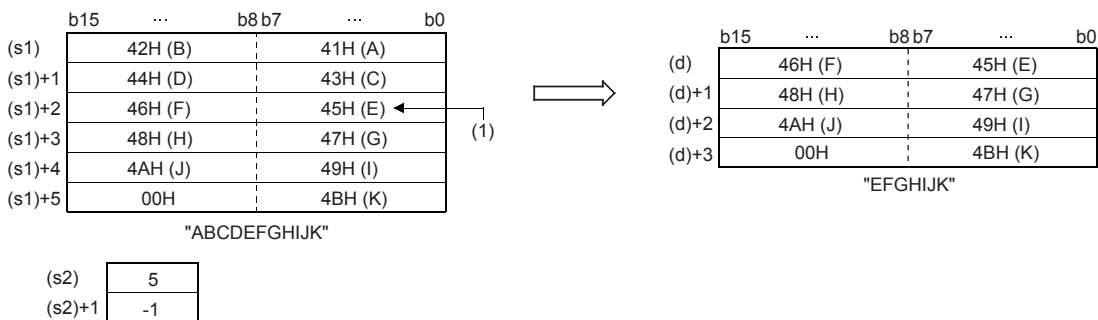 b15 ... b8 b7 ... b0
(s1) 42H (B) 41H (A)
(s1)+1 44H (D) 43H (C)
(s1)+2 46H (F) 45H (E)
(s1)+3 48H (H) 47H (G)
(s1)+4 4AH (J) 49H (I)
(s1)+5 00H 4BH (K)
"ABCDEFGHIJK"
(1)
(s2) 5
(s2)+1 -1
b15 ... b8 b7 ... b0
(d) 46H (F) 45H (E)
(d)+1 48H (H) 47H (G)
(d)+2 4AH (J) 49H (I)
(d)+3 00H 4BH (K)
"EFGHIJK"